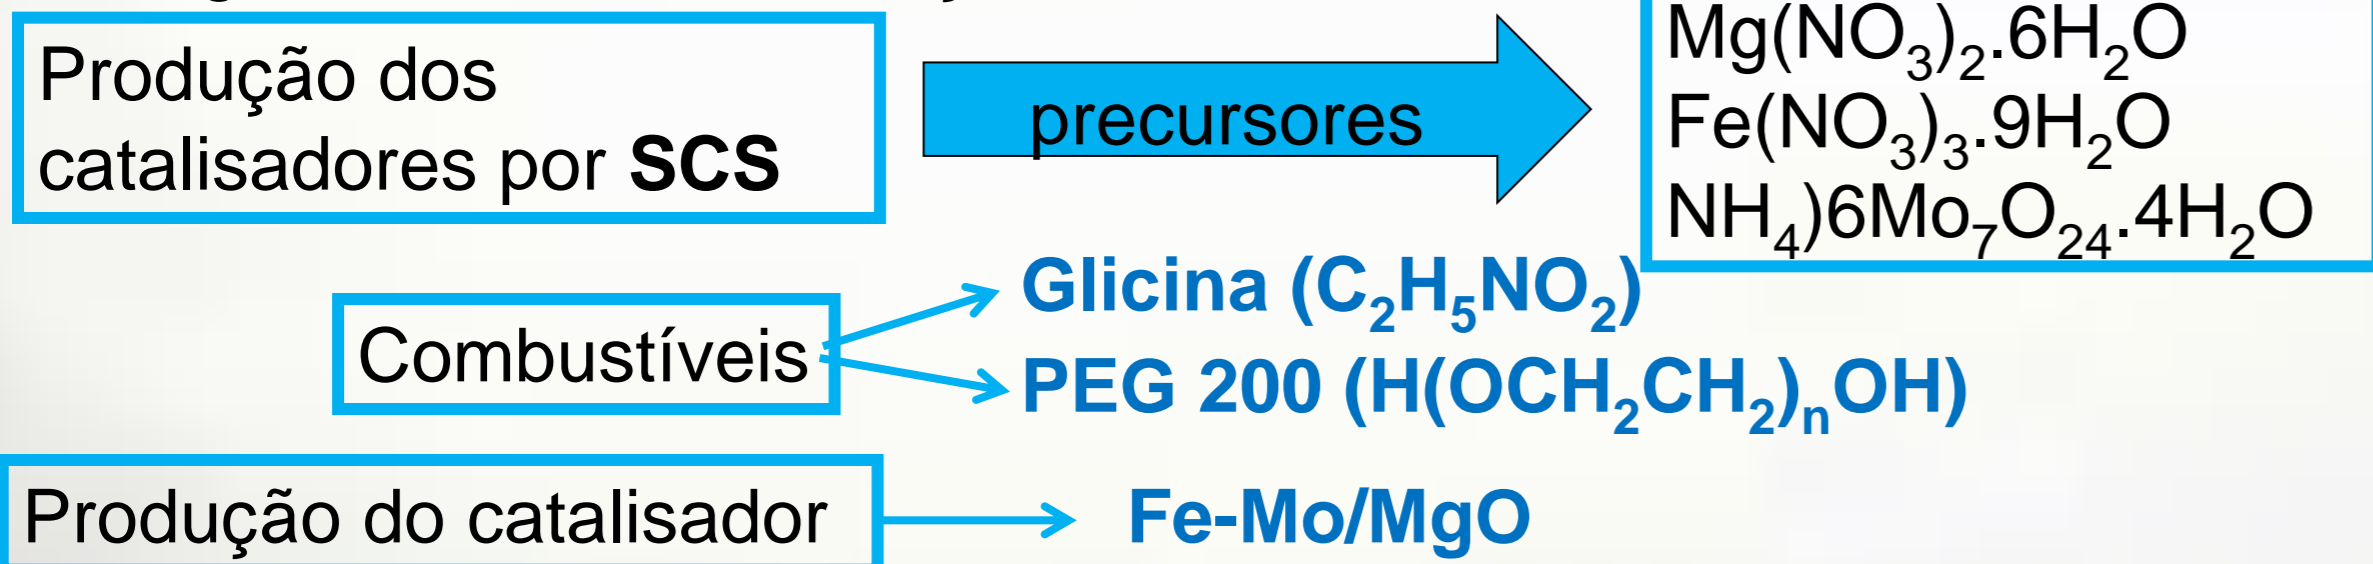 Produção dos
catalisadores por SCS
precursores
Mg(NO₃)₂.6H₂O
Fe(NO₃)₃.9H₂O
NH₄)6Mo₇O₂₄.4H₂O
Combustíveis
Glicina (C₂H₅NO₂)
PEG 200 (H(OCH₂CH₂)ₙOH)
Produção do catalisador
Fe-Mo/MgO